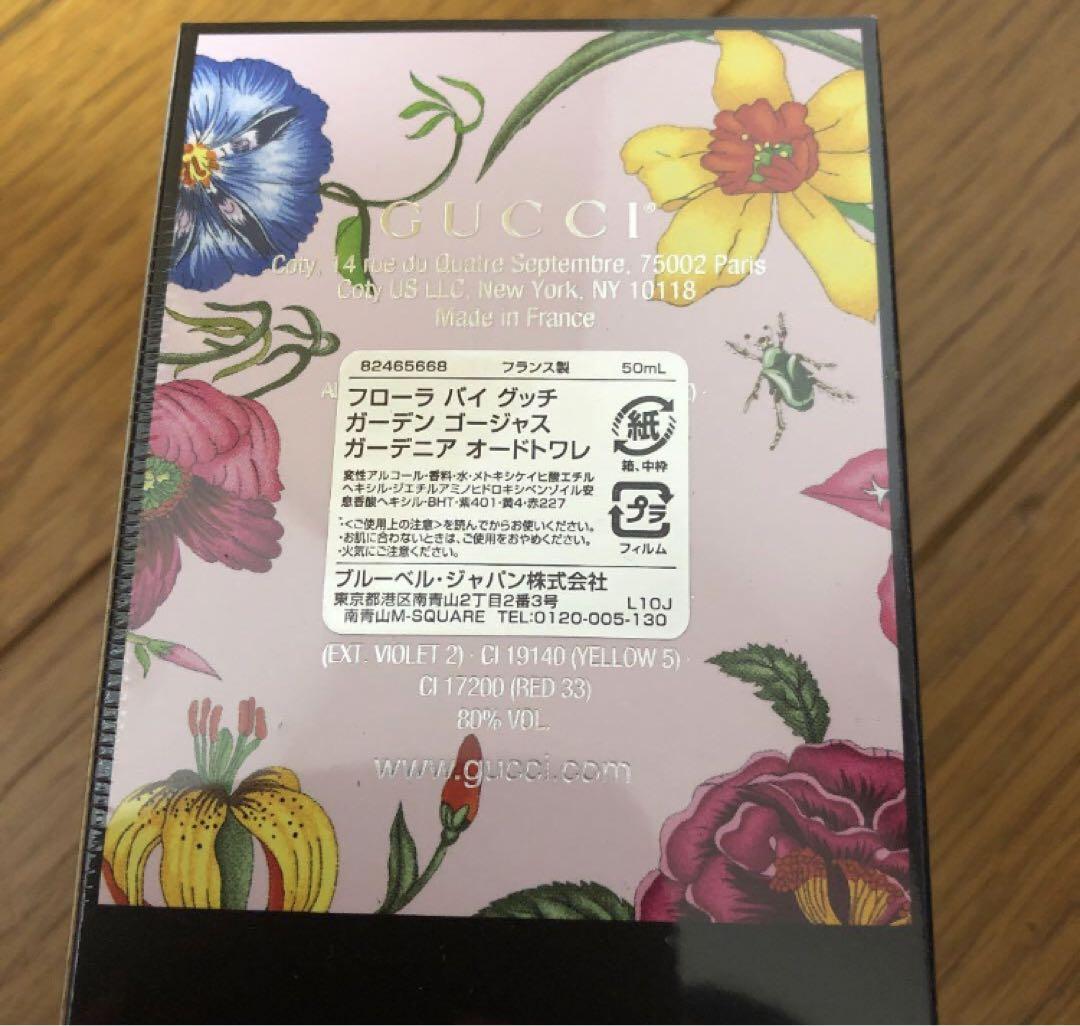 GUCCI®
Coty, 14 rue du Quatre Septembre, 75002 Paris
Coty US LLC, New York, NY 10118
Made in France
82465668 フランス製 50mL
フローラ バイ グッチ
ガーデン ゴージャス
ガーデニア オードトワレ
紙
箱、中枠
変性アルコール・香料・水・メトキシケイヒ酸エチル
ヘキシル・ジエチルアミノヒドロキシベンゾイル安
息香酸ヘキシル・BHT・紫401・黄4・赤227
プラ
フィルム
・<ご使用上の注意>を読んでからお使いください。
・お肌に合わないときは、ご使用をおやめください。
・火気にご注意ください。
ブルーベル・ジャパン株式会社
東京都港区南青山2丁目2番3号 L10J
南青山M-SQUARE TEL:0120-005-130
(EXT. VIOLET 2) · CI 19140 (YELLOW 5) ·
CI 17200 (RED 33)
80% VOL.
www.gucci.com